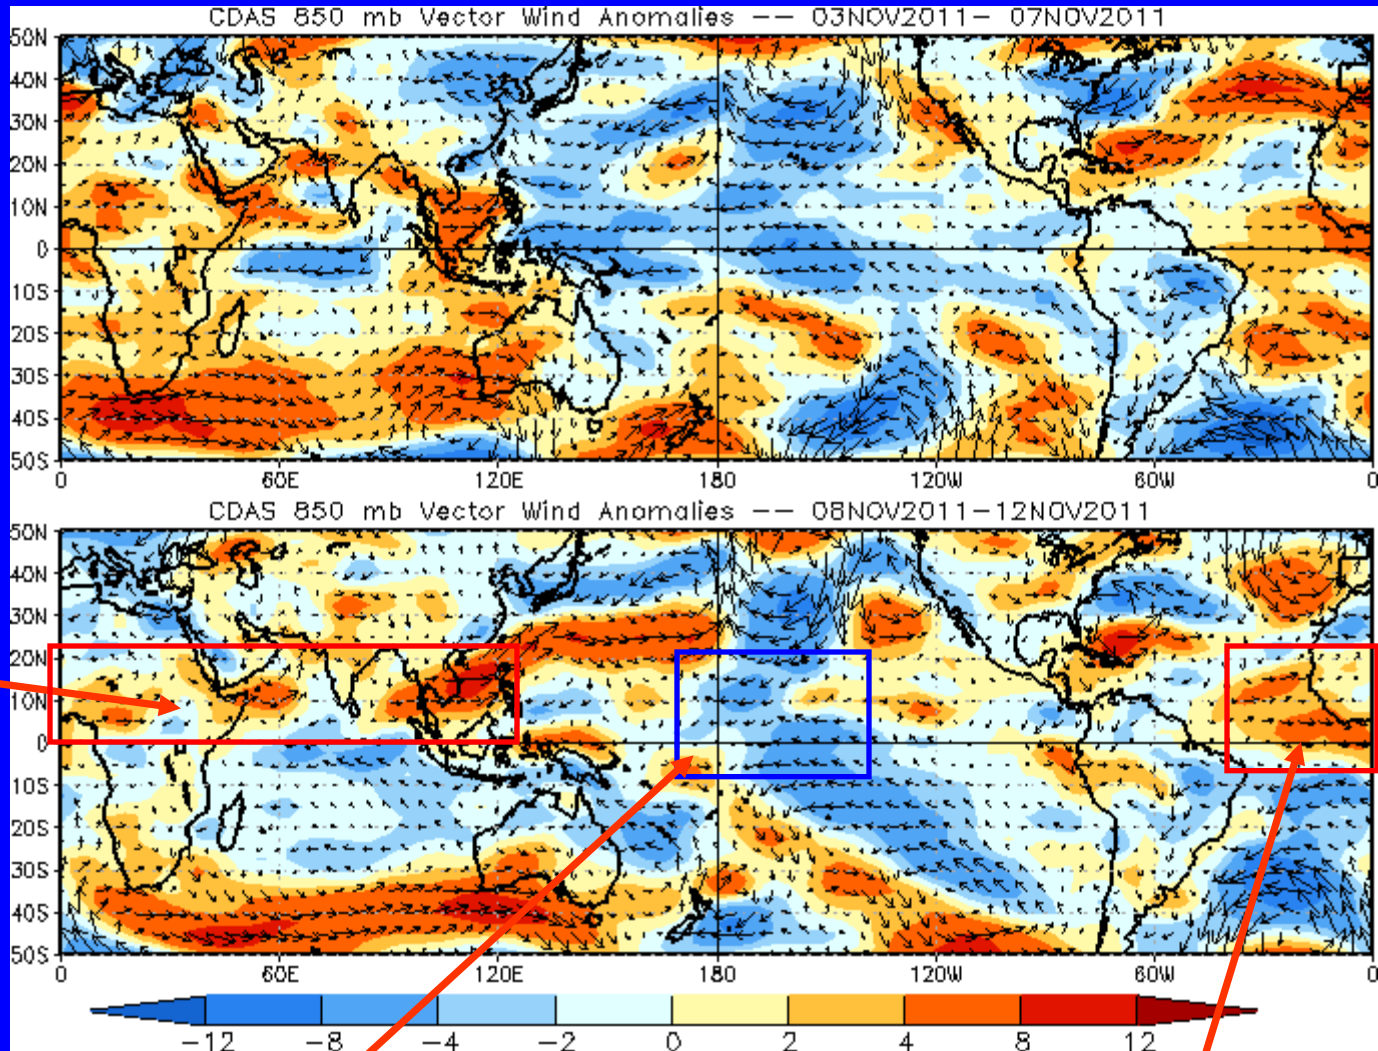 CDAS 850 mb Vector Wind Anomalies -- 03NOV2011- 07NOV2011
50N
40N
30N
20N
10N
0
10S
20S
30S
40S
50S
0 60E 120E 180 120W 60W 0
CDAS 850 mb Vector Wind Anomalies -- 08NOV2011-12NOV2011
50N
40N
30N
20N
10N
0
10S
20S
30S
40S
50S
0 60E 120E 180 120W 60W 0
-12 -8 -4 -2 0 2 4 8 12